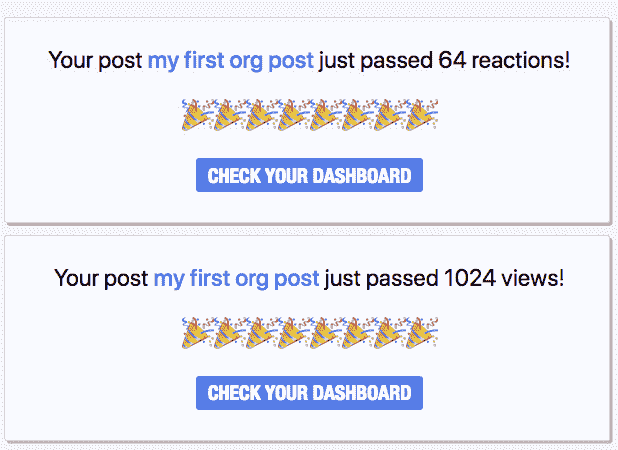 Your post my first org post just passed 64 reactions!
🎉🎉🎉🎉🎉🎉🎉🎉
CHECK YOUR DASHBOARD
Your post my first org post just passed 1024 views!
🎉🎉🎉🎉🎉🎉🎉🎉
CHECK YOUR DASHBOARD